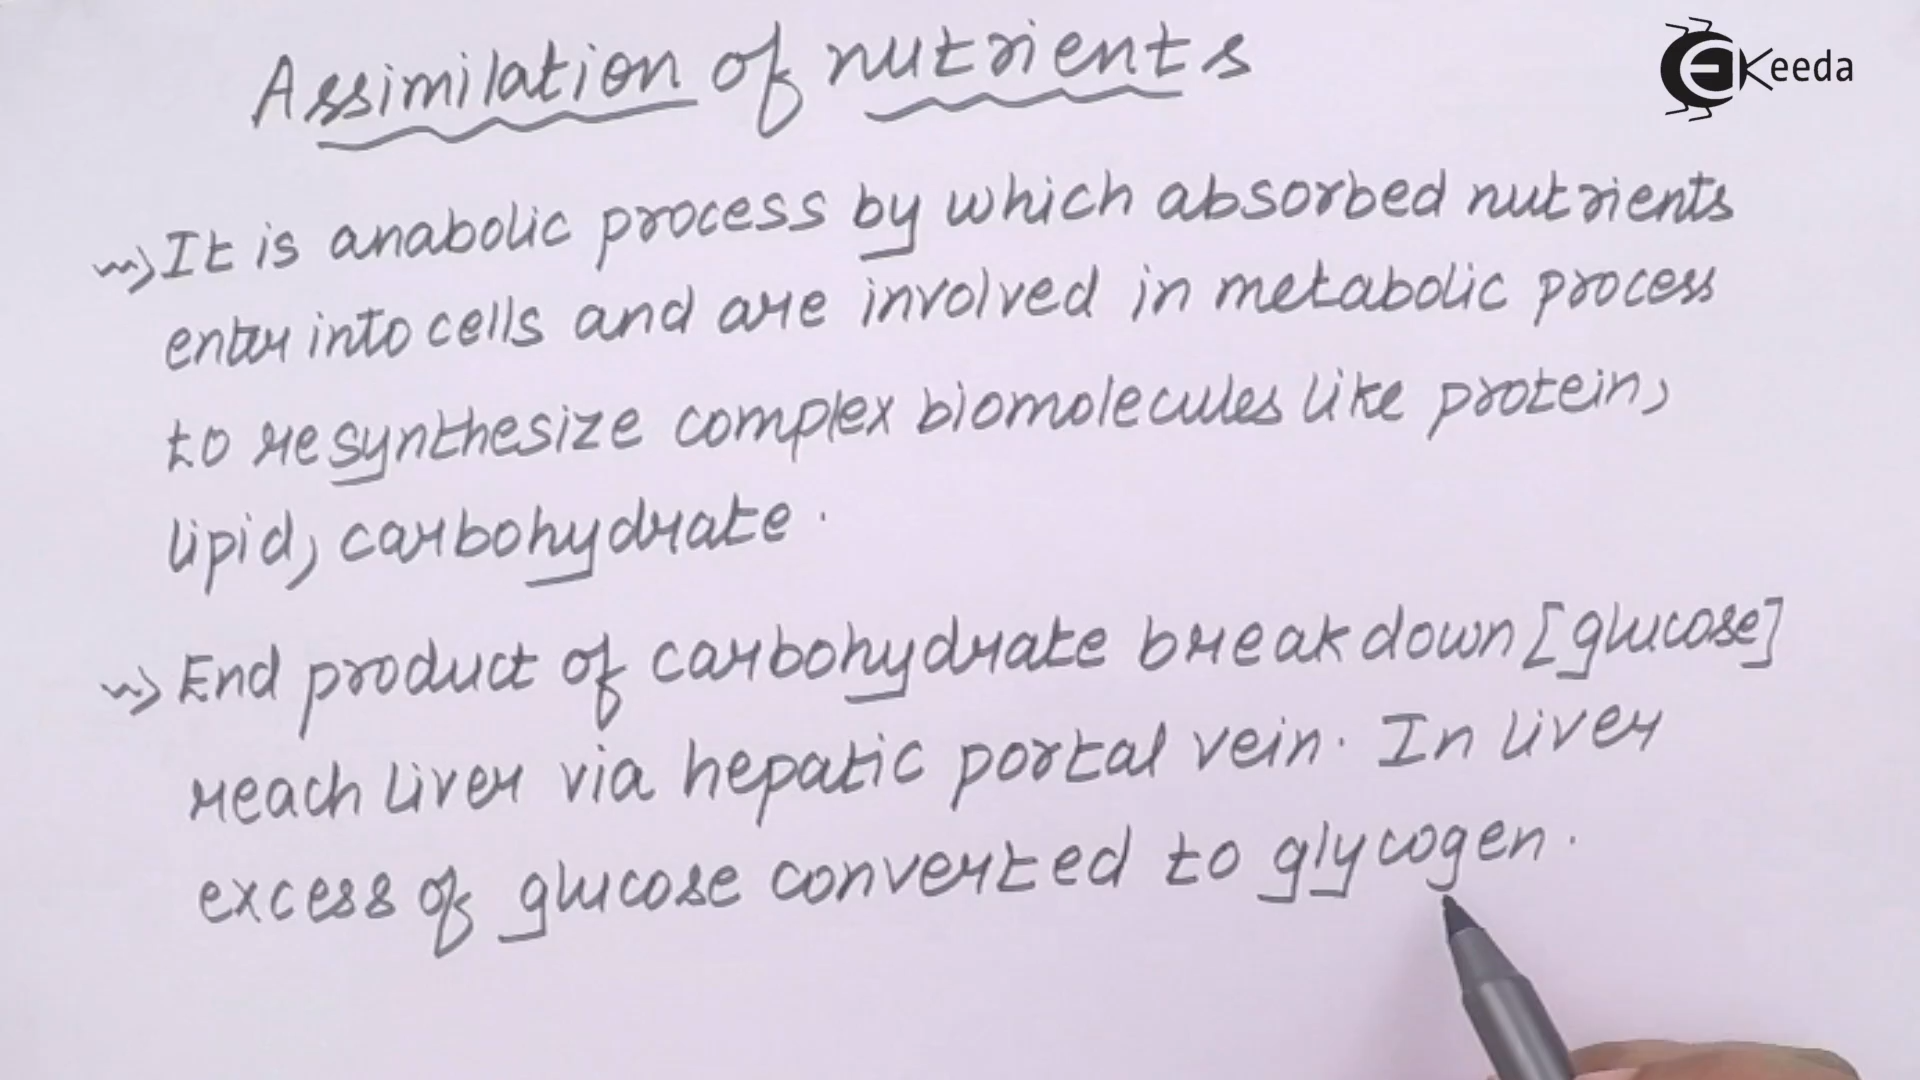 Assimilation of nutrients
EKeeda
It is anabolic process by which absorbed nutrients
enter into cells and are involved in metabolic process
to resynthesize complex biomolecules like protein,
lipid, carbohydrate.
End product of carbohydrate breakdown [glucose]
reach liver via hepatic portal vein. In liver
excess of glucose converted to glycogen.